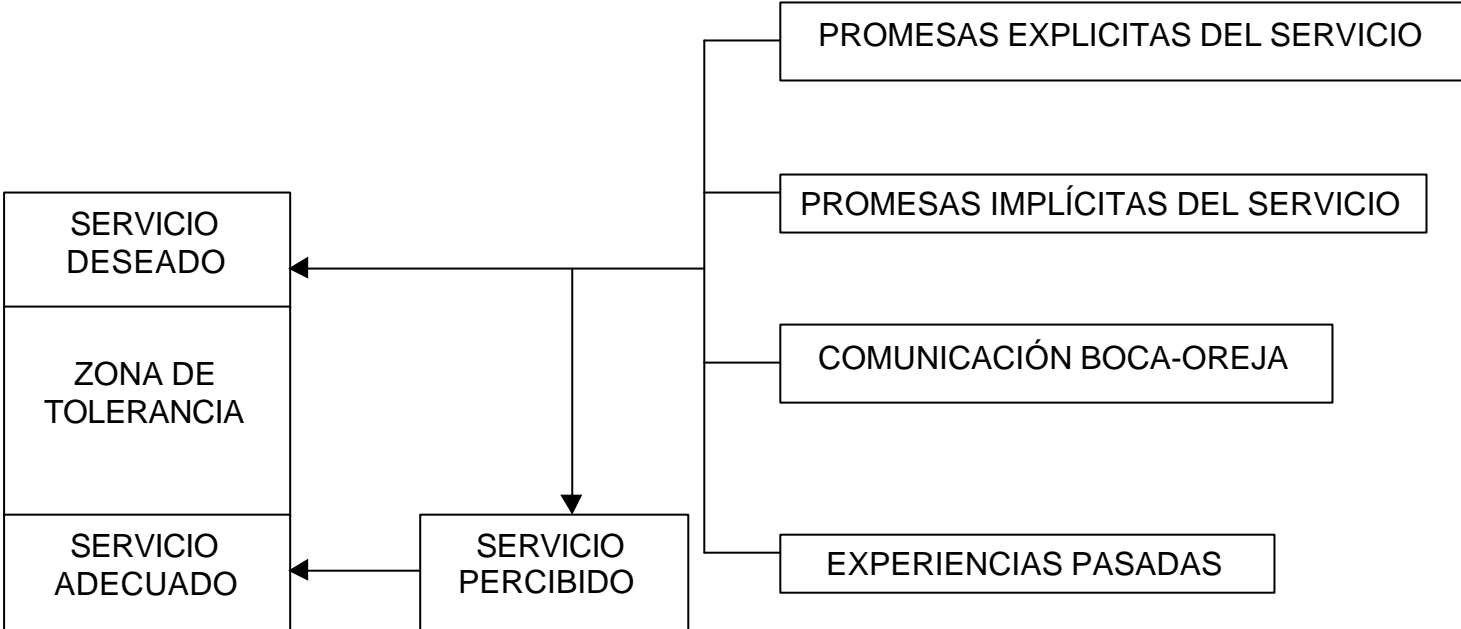 PROMESAS EXPLICITAS DEL SERVICIO
PROMESAS IMPLÍCITAS DEL SERVICIO
SERVICIO
DESEADO
COMUNICACIÓN BOCA-OREJA
ZONA DE
TOLERANCIA
SERVICIO
ADECUADO
SERVICIO
PERCIBIDO
EXPERIENCIAS PASADAS